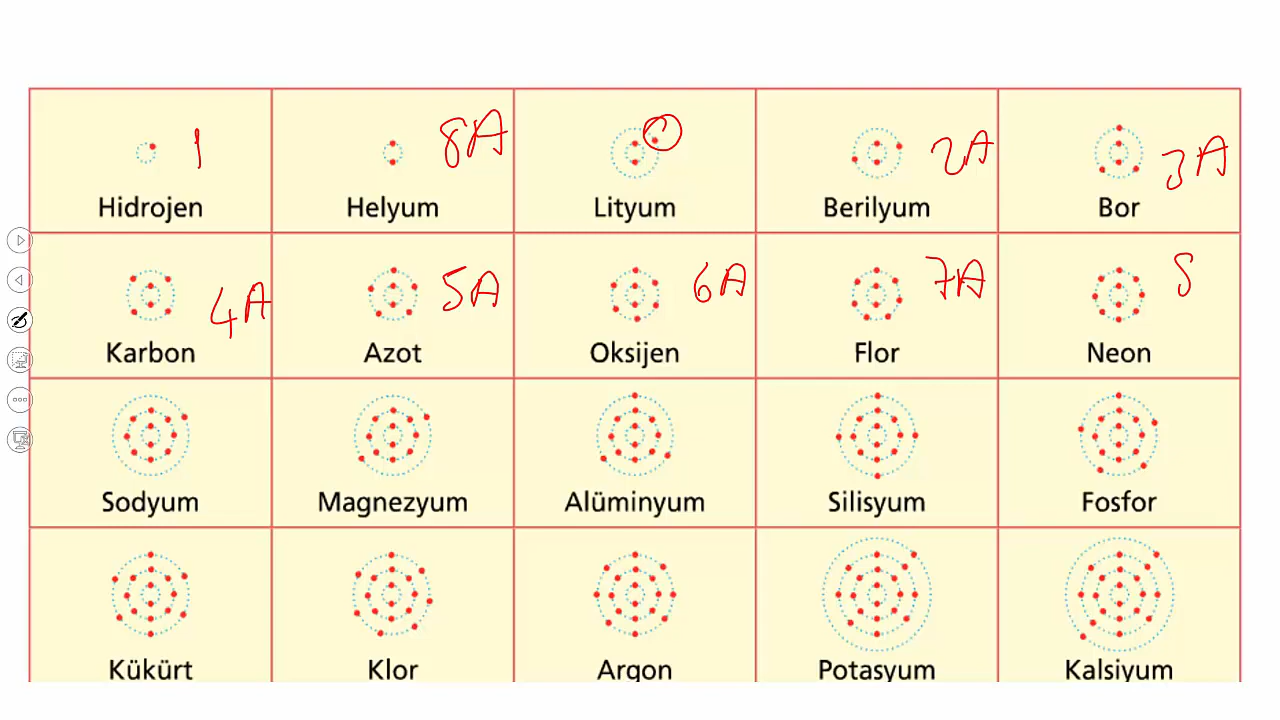 1 8A 2A 3A
Hidrojen Helyum Lityum Berilyum Bor
4A 5A 6A 7A 8
Karbon Azot Oksijen Flor Neon
Sodyum Magnezyum Alüminyum Silisyum Fosfor
Kükürt Klor Argon Potasyum Kalsiyum